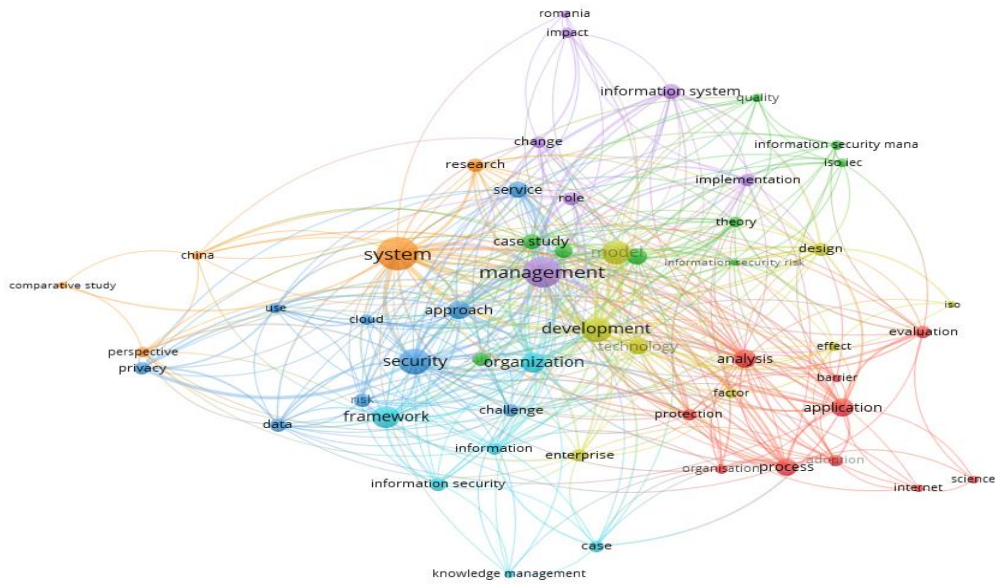 romania
impact
information system
quality
change
information security mana
iso iec
research
service
implementation
role
theory
case study
system
model
design
china
information security risk
management
comparative study
use
approach
iso
cloud
development
evaluation
technology
effect
perspective
privacy
security
organization
analysis
barrier
factor
risk
framework
challenge
protection
application
data
information
enterprise
adoption
organisation
process
science
information security
internet
case
knowledge management